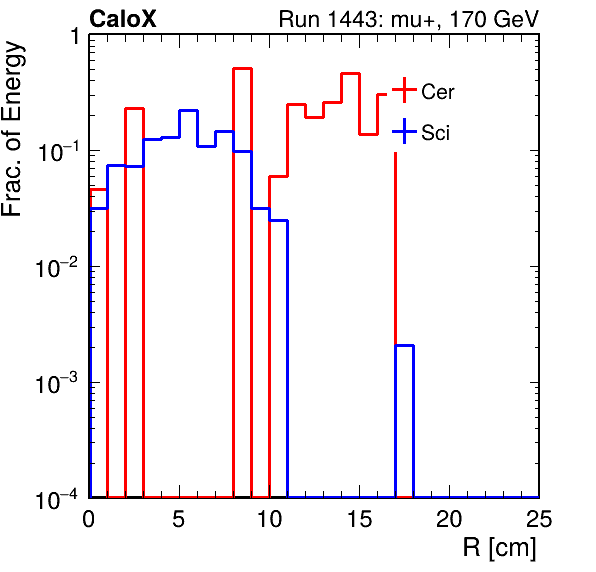 CaloX Run 1443: mu+, 170 GeV
Frac. of Energy
1
10⁻¹
10⁻²
10⁻³
10⁻⁴
Cer
Sci
0 5 10 15 20 25
R [cm]